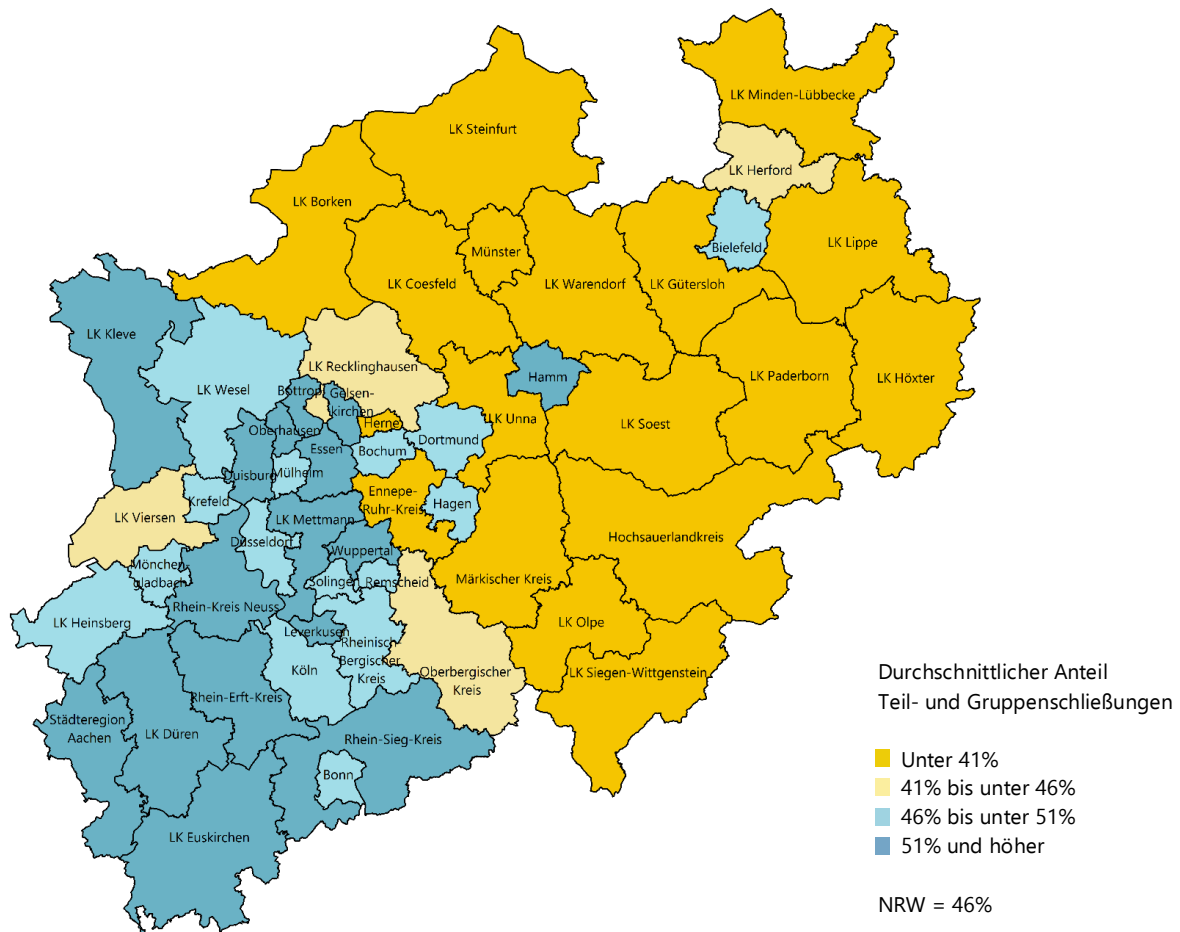 LK Minden-Lübbecke
LK Steinfurt
LK Herford
LK Borken
Bielefeld
LK Lippe
Münster
LK Coesfeld
LK Warendorf
LK Gütersloh
LK Kleve
LK Recklinghausen
LK Paderborn
LK Höxter
Hamm
LK Wesel
Bottrop
Gelsen-
kirchen
Herne
LK Unna
LK Soest
Oberhausen
Essen
Bochum
Dortmund
Duisburg
Mülheim
Ennepe-
Ruhr-Kreis
Hagen
Krefeld
LK Viersen
LK Mettmann
Düsseldorf
Wuppertal
Hochsauerlandkreis
Mönchen-
gladbach
Solingen
Remscheid
Märkischer Kreis
Rhein-Kreis Neuss
LK Heinsberg
Leverkusen
LK Olpe
Rheinisch
Bergischer
Kreis
Köln
Oberbergischer
Kreis
LK Siegen-Wittgenstein
Rhein-Erft-Kreis
Städteregion
Aachen
LK Düren
Rhein-Sieg-Kreis
Bonn
LK Euskirchen
Durchschnittlicher Anteil
Teil- und Gruppenschließungen
Unter 41%
41% bis unter 46%
46% bis unter 51%
51% und höher
NRW = 46%